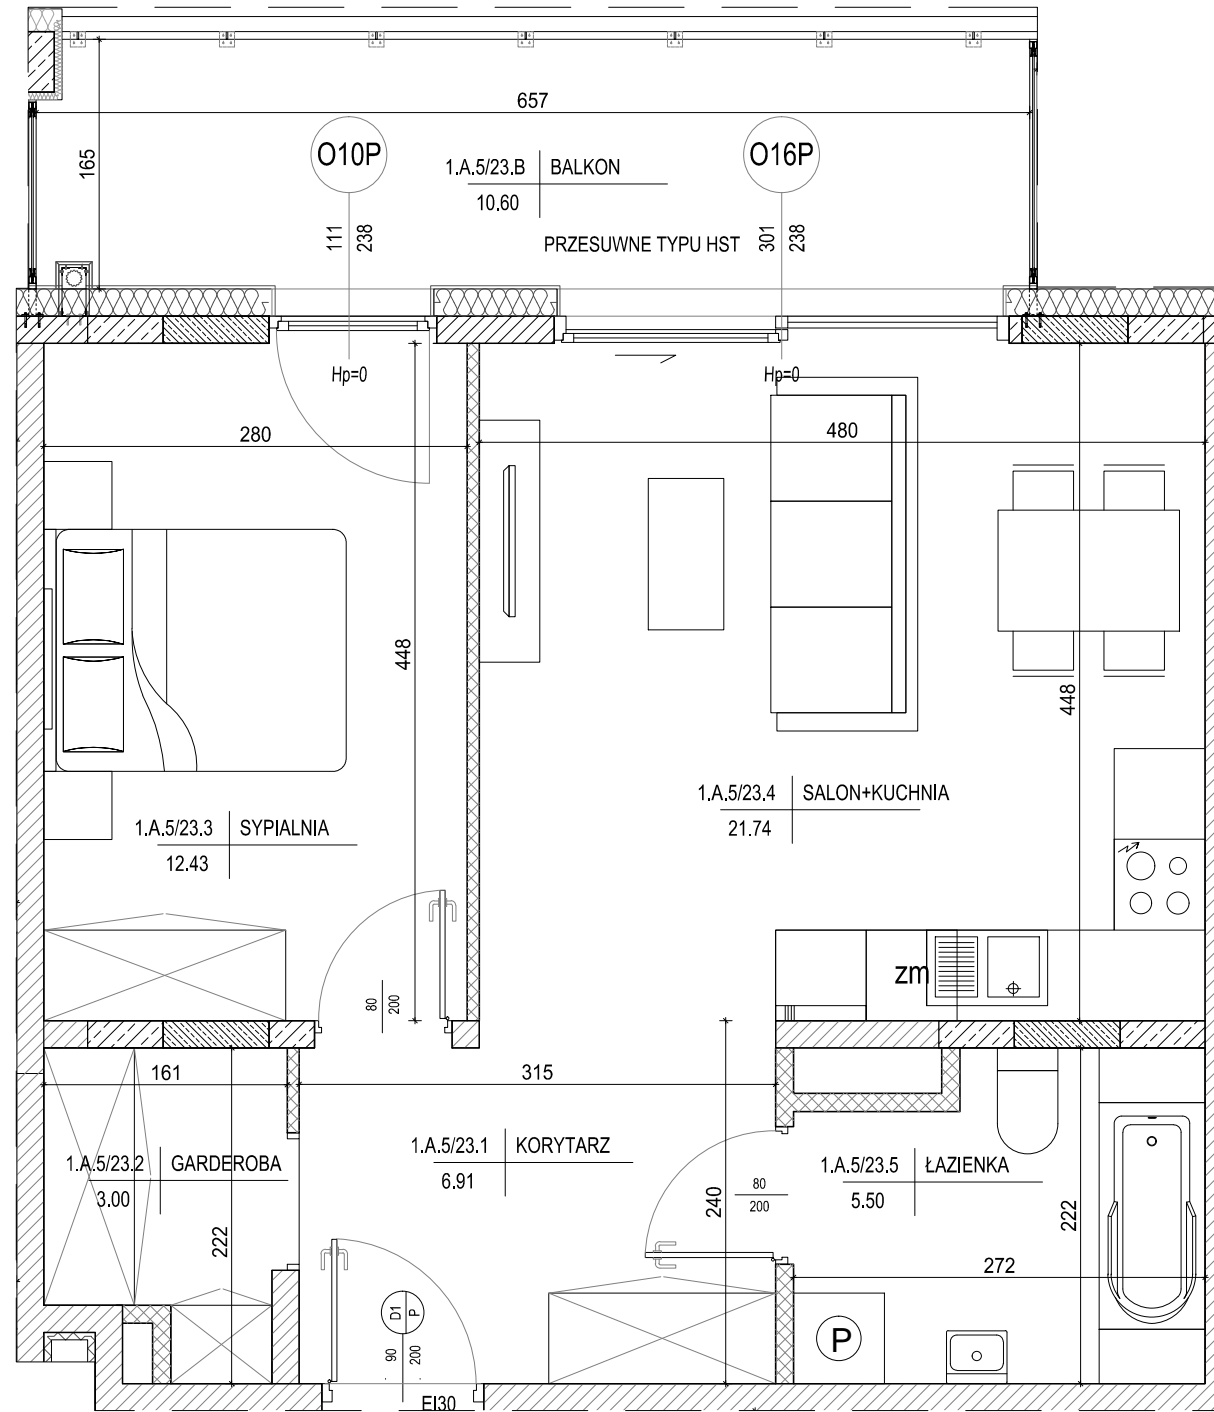 657
165
O10P
O16P
1.A.5/23.B BALKON
10.60
111
238
PRZESUWNE TYPU HST
301
238
Hp=0
Hp=0
280
480
448
448
1.A.5/23.3 SYPIALNIA
12.43
1.A.5/23.4 SALON+KUCHNIA
21.74
zm
80
200
161
315
1.A.5/23.2 GARDEROBA
3.00
1.A.5/23.1 KORYTARZ
6.91
1.A.5/23.5 ŁAZIENKA
5.50
80
200
222
240
222
272
D1
P
90
200
P
EI30